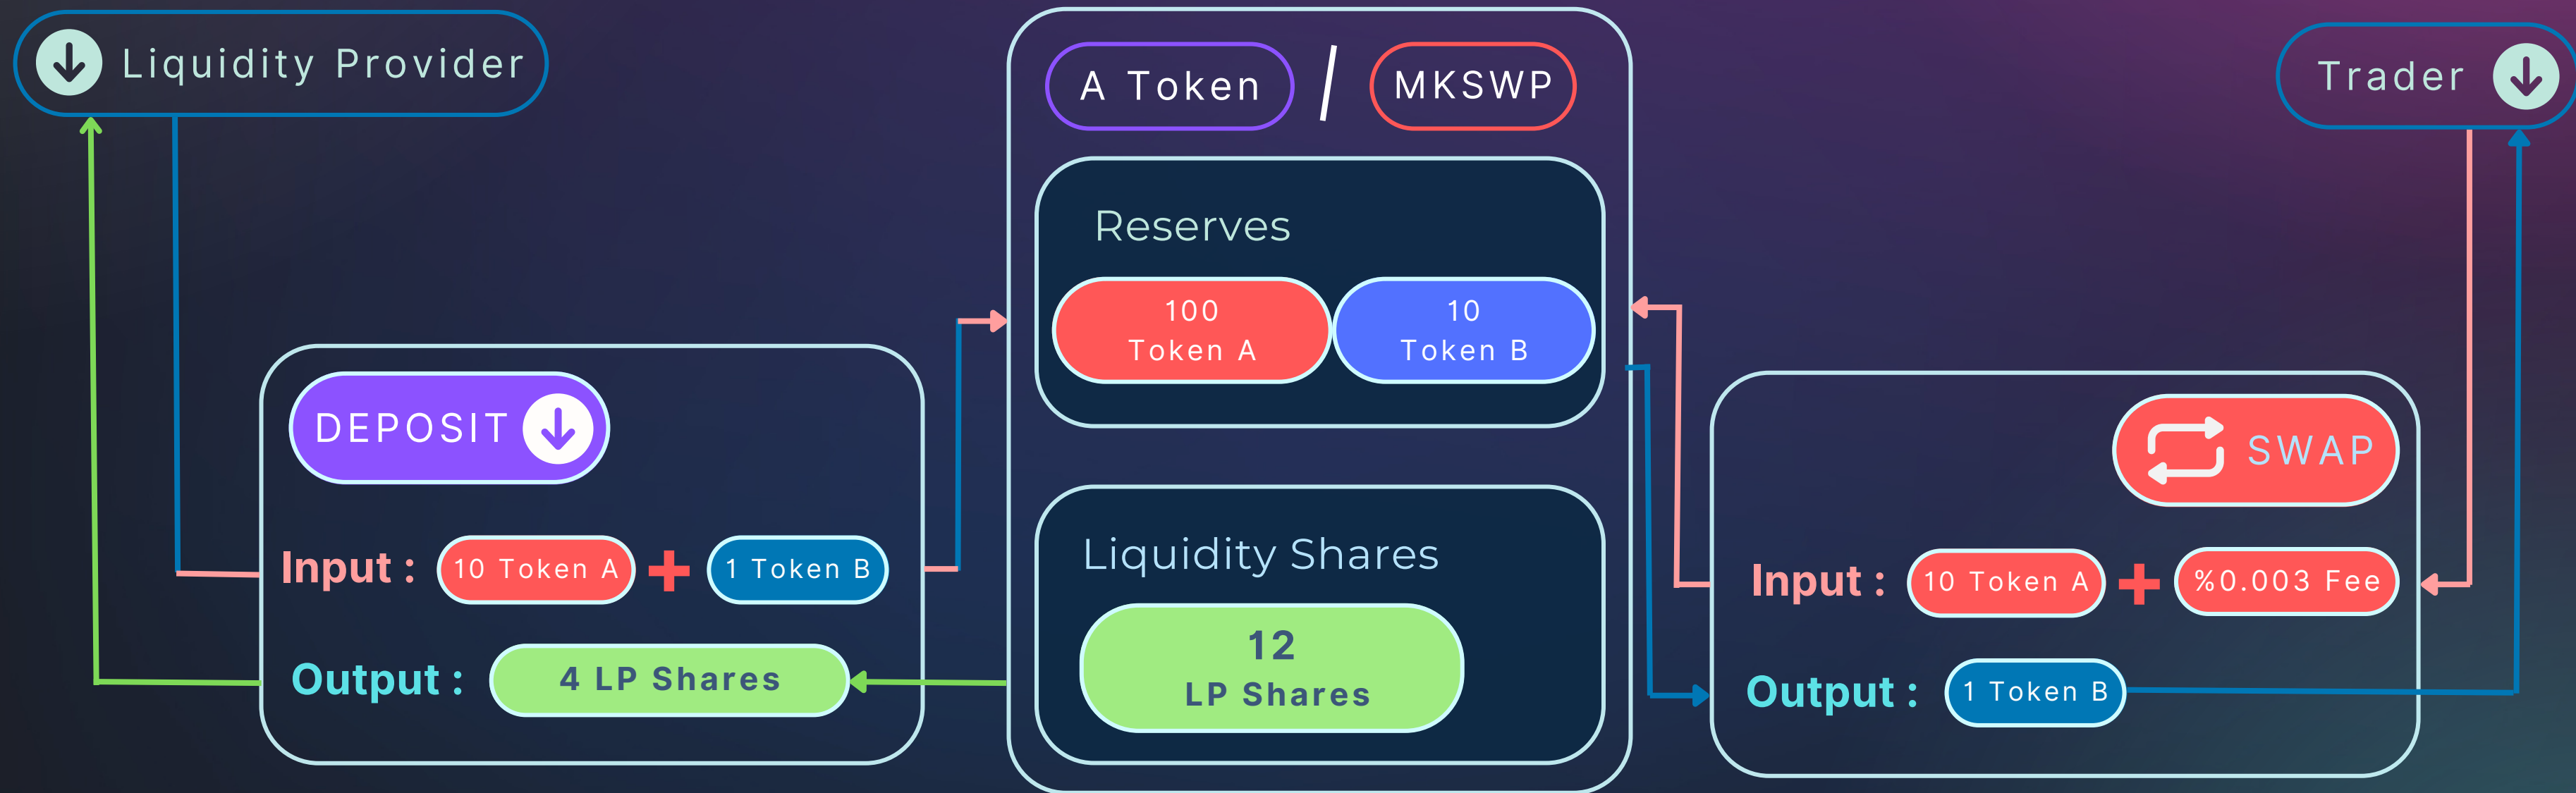 Liquidity Provider
A Token / MKSWP
Trader
Reserves
100
Token A
10
Token B
DEPOSIT
Input : 10 Token A + 1 Token B
Output : 4 LP Shares
Liquidity Shares
12
LP Shares
SWAP
Input : 10 Token A + %0.003 Fee
Output : 1 Token B